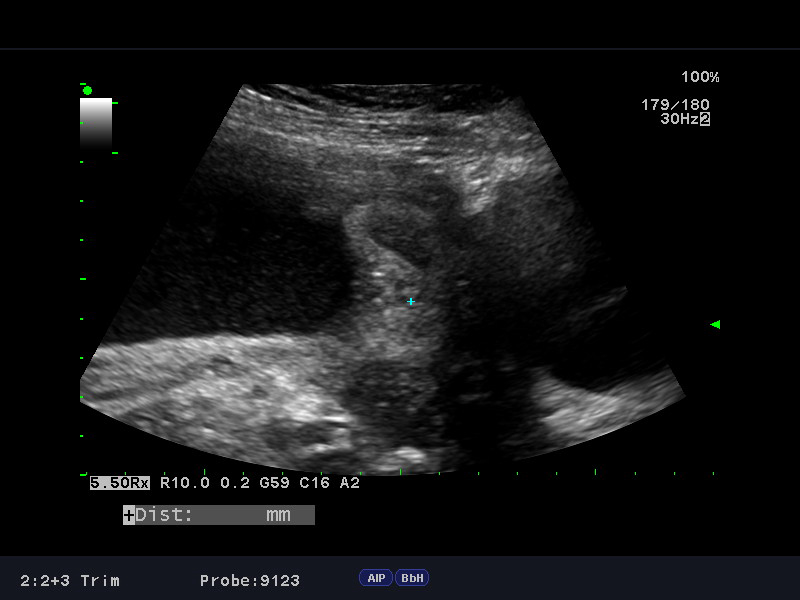 100%
179/180
30Hz2
5.50Rx R10.0 0.2 G59 C16 A2
+Dist: mm
2:2+3 Trim Probe:9123 AIP BbH